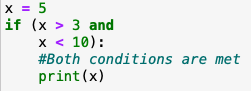 x = 5
if (x > 3 and
    x < 10):
    #Both conditions are met
    print(x)